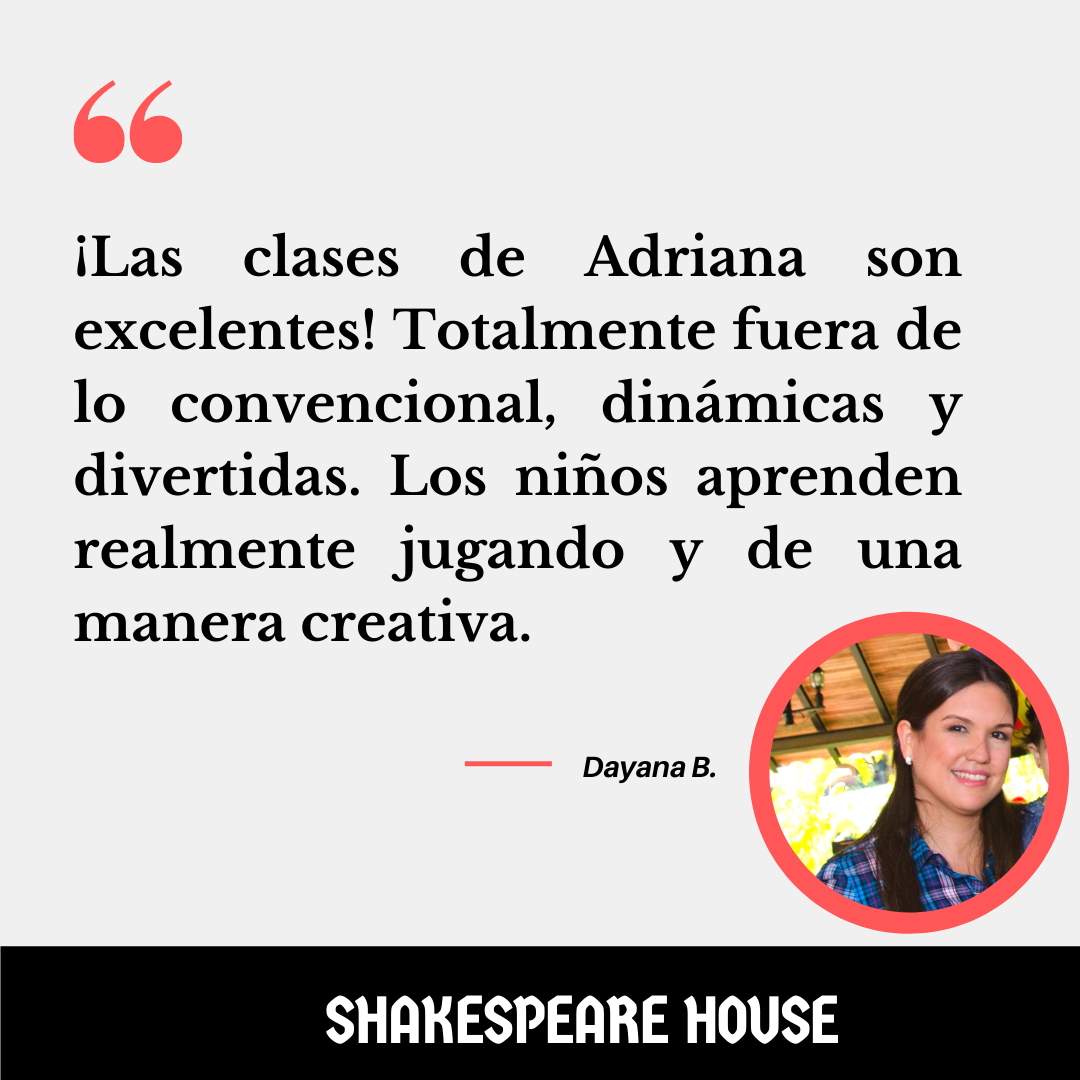 ¡Las clases de Adriana son
excelentes! Totalmente fuera de
lo convencional, dinámicas y
divertidas. Los niños aprenden
realmente jugando y de una
manera creativa.
Dayana B.
SHAKESPEARE HOUSE